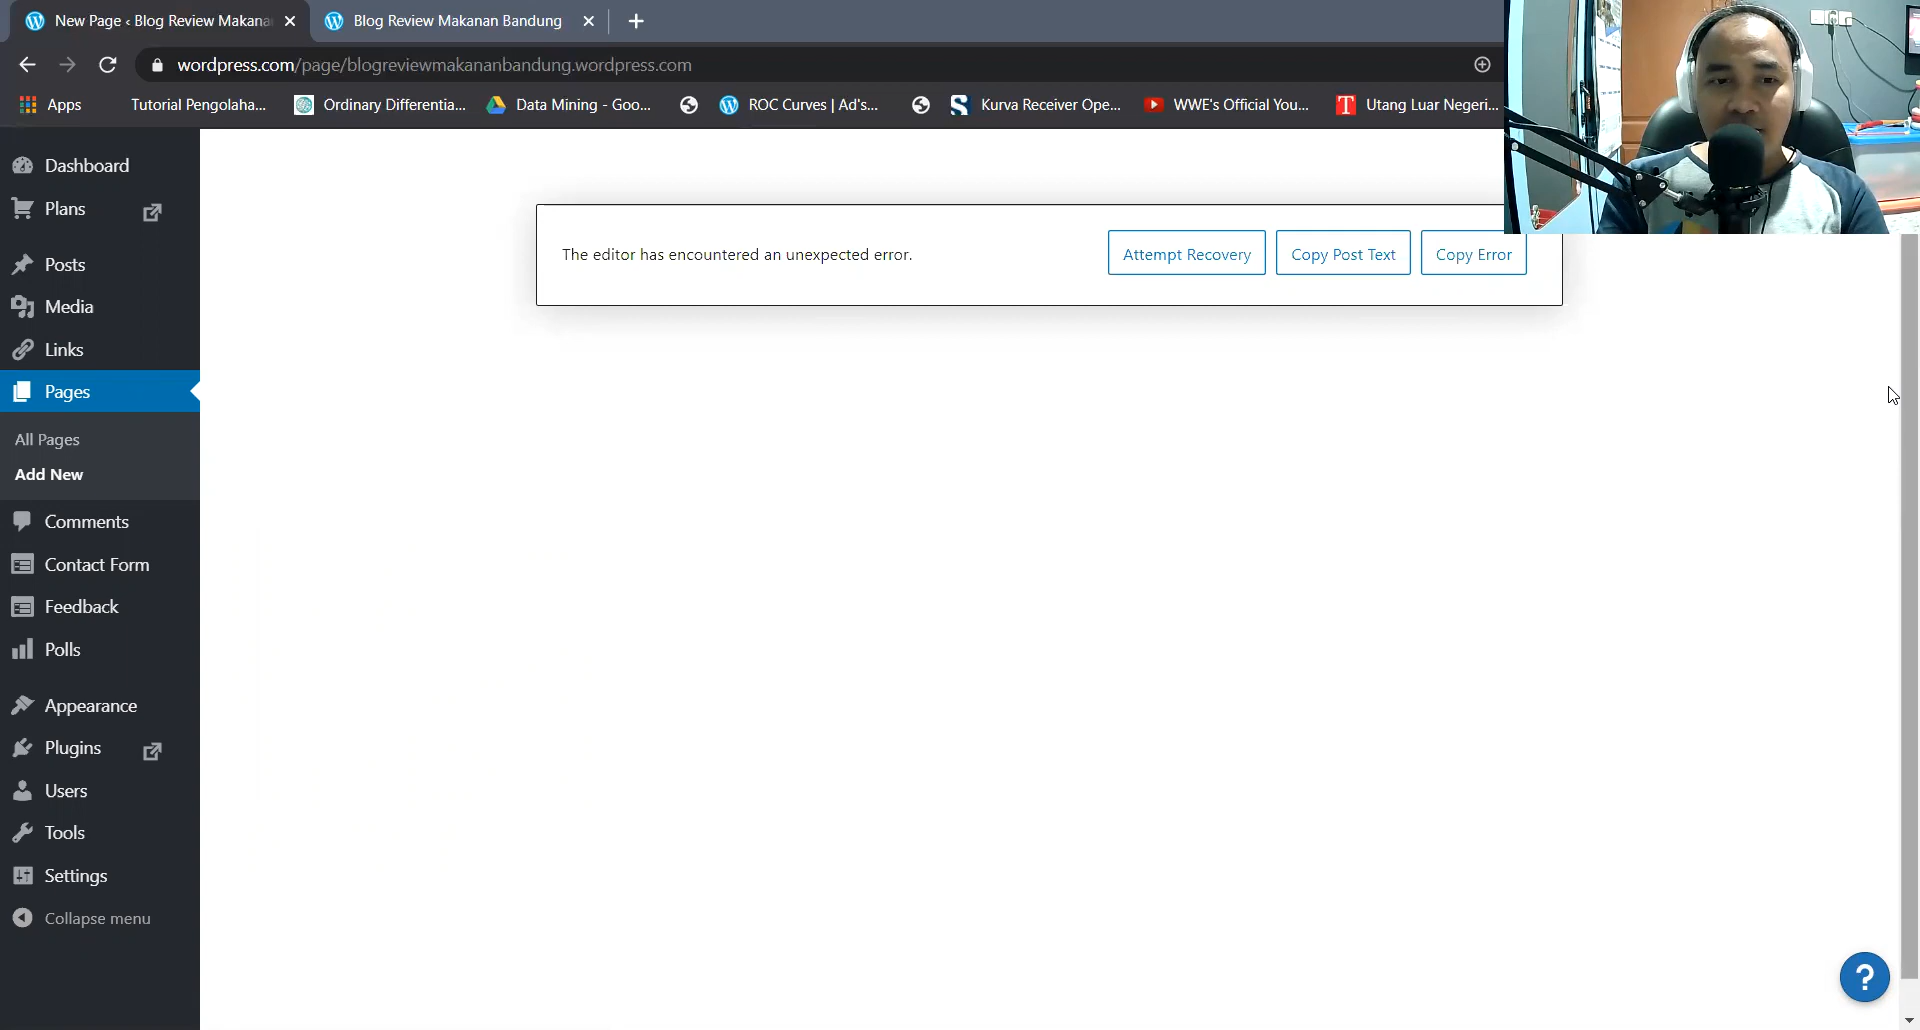 New Page ‹ Blog Review Makana
Blog Review Makanan Bandung
wordpress.com/page/blogreviewmakananbandung.wordpress.com
Apps
Tutorial Pengolaha...
Ordinary Differentia...
Data Mining - Goo...
ROC Curves | Ad's...
Kurva Receiver Ope...
WWE's Official You...
Utang Luar Negeri...
Dashboard
Plans
Posts
Media
Links
Pages
All Pages
Add New
Comments
Contact Form
Feedback
Polls
Appearance
Plugins
Users
Tools
Settings
Collapse menu
The editor has encountered an unexpected error.
Attempt Recovery
Copy Post Text
Copy Error
?